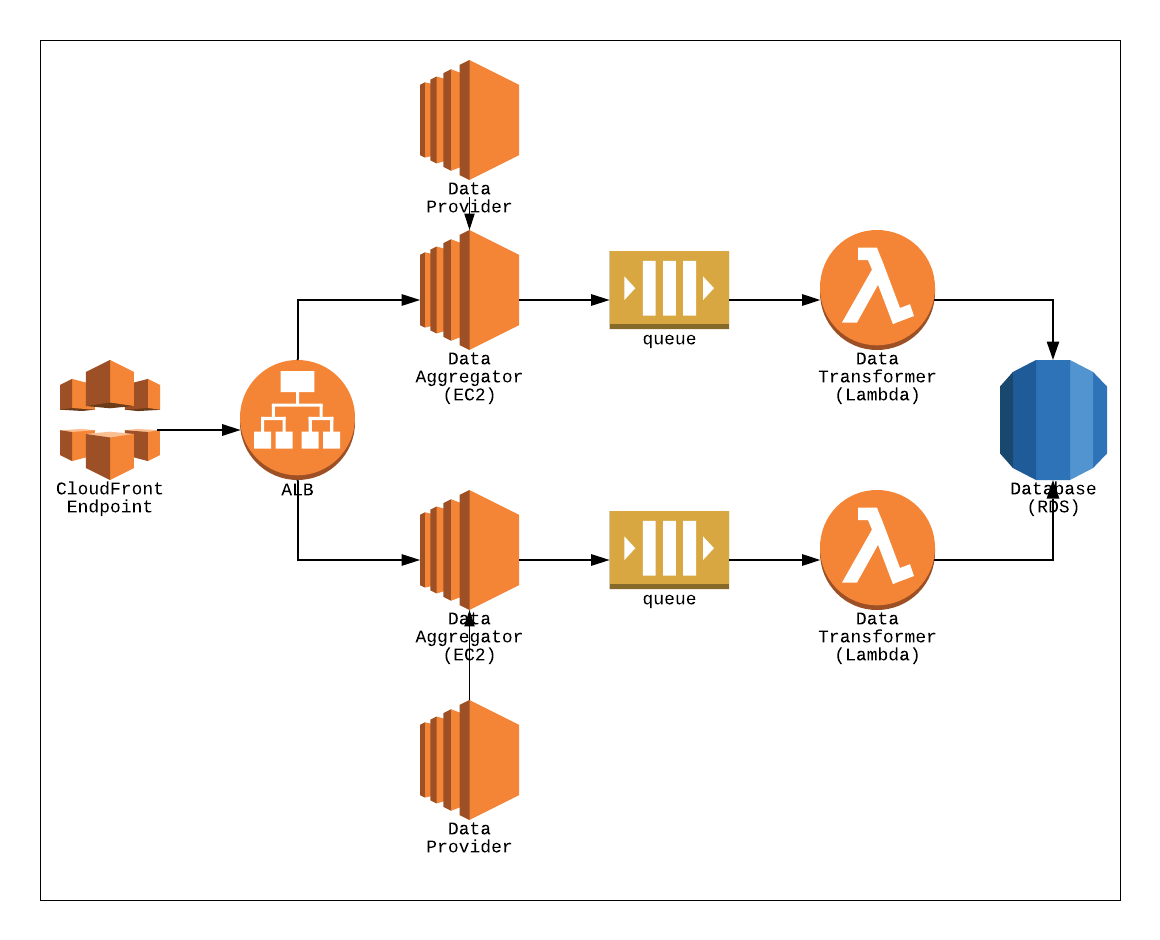 Data
Provider
queue
Data
Aggregator
(EC2)
Data
Transformer
(Lambda)
CloudFront
Endpoint
ALB
Database
(RDS)
queue
Data
Aggregator
(EC2)
Data
Transformer
(Lambda)
Data
Provider